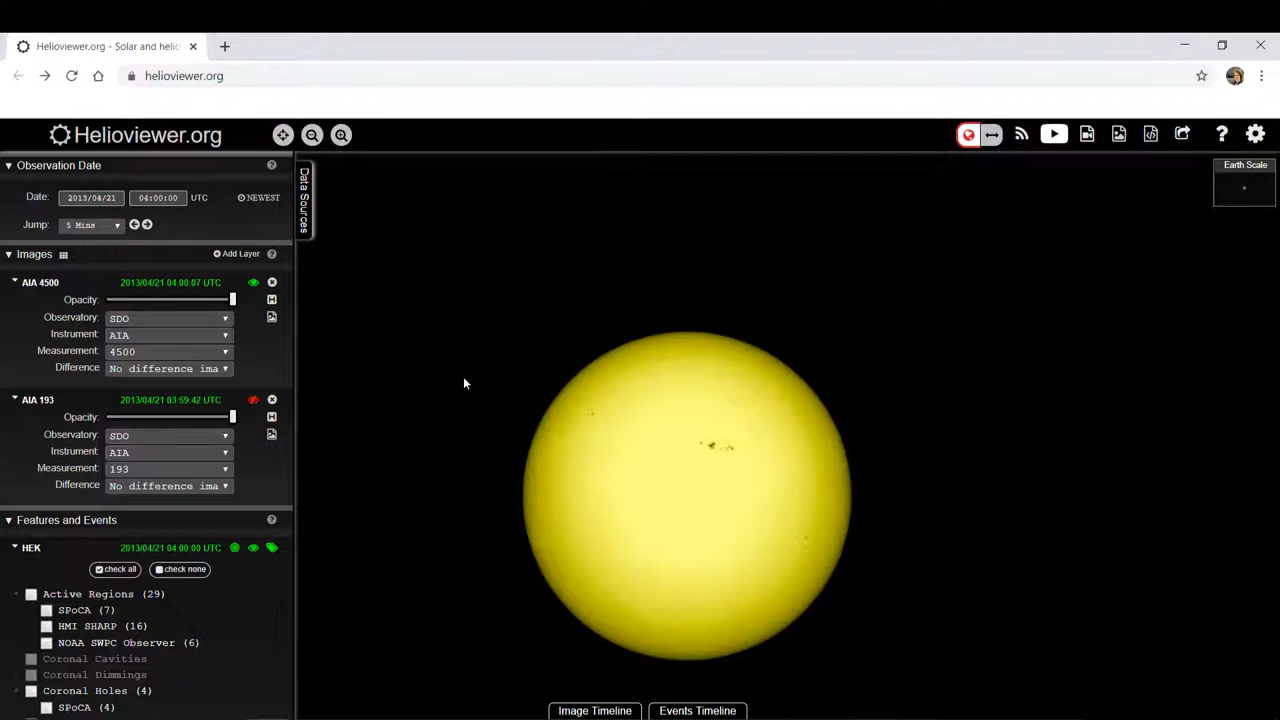 Helioviewer.org - Solar and helic
helioviewer.org
Helioviewer.org
Observation Date
Date: 2013/04/21 04:00:00 UTC NEWEST
Jump: 5 Mins
Images
Add Layer
AIA 4500 2013/04/21 04:00:07 UTC
Opacity:
Observatory: SDO
Instrument: AIA
Measurement: 4500
Difference No difference ima
AIA 193 2013/04/21 03:59:42 UTC
Opacity:
Observatory: SDO
Instrument: AIA
Measurement: 193
Difference No difference ima
Features and Events
HEK 2013/04/21 04:00:00 UTC
check all check none
Active Regions (29)
SPoCA (7)
HMI SHARP (16)
NOAA SWPC Observer (6)
Coronal Cavities
Coronal Dimmings
Coronal Holes (4)
SPoCA (4)
Data Sources
Earth Scale
Image Timeline
Events Timeline